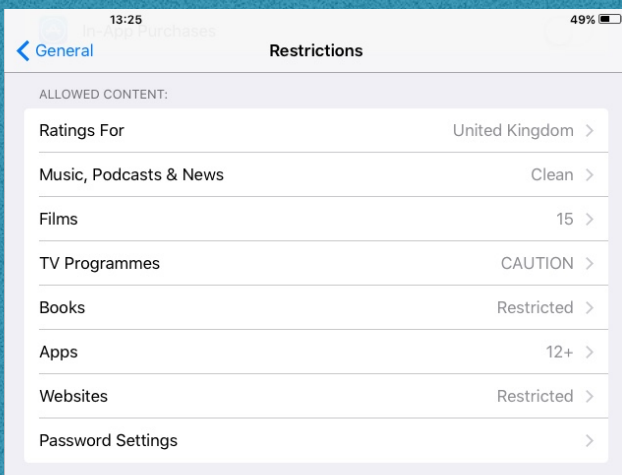 13:25
49%
In-App Purchases
General
Restrictions
ALLOWED CONTENT:
Ratings For United Kingdom
Music, Podcasts & News Clean
Films 15
TV Programmes CAUTION
Books Restricted
Apps 12+
Websites Restricted
Password Settings